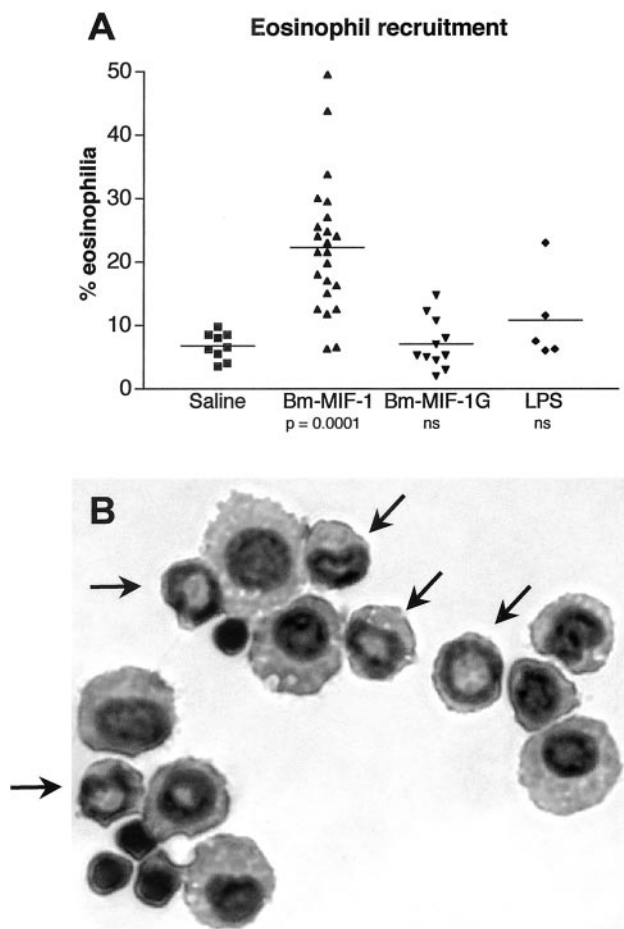 A
Eosinophil recruitment
% eosinophilia
50
40
30
20
10
0
Saline Bm-MIF-1 Bm-MIF-1G LPS
p = 0.0001 ns ns
B